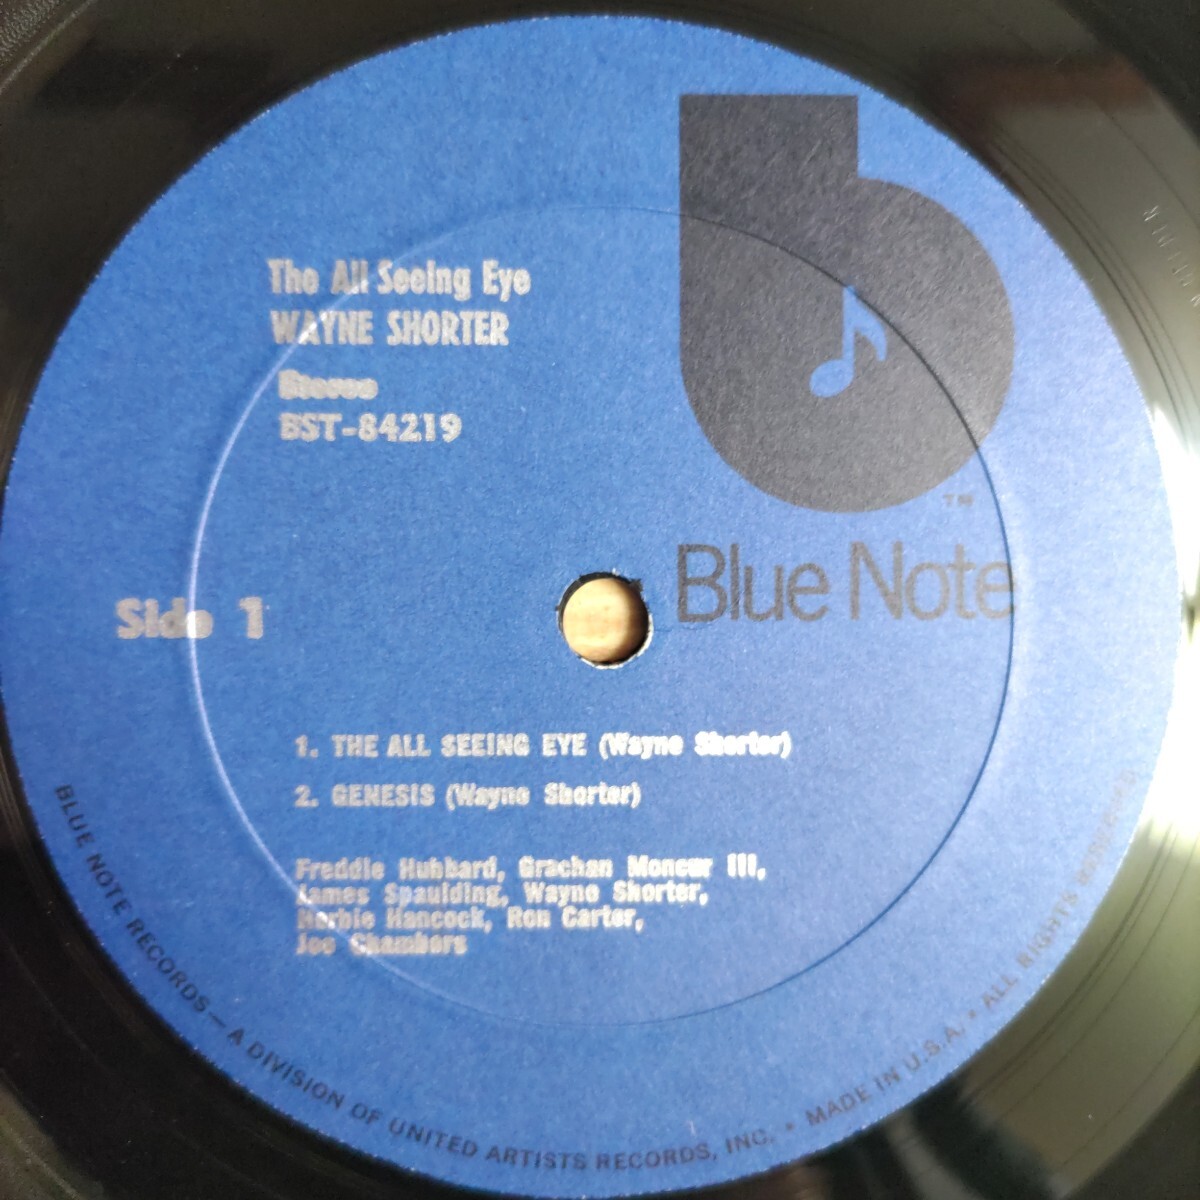 The All Seeing Eye
WAYNE SHORTER
Stereo
BST-84219
TM
Blue Note
Side 1
1. THE ALL SEEING EYE (Wayne Shorter)
2. GENESIS (Wayne Shorter)
Freddie Hubbard, Grachan Moncur III,
James Spaulding, Wayne Shorter,
Herbie Hancock, Ron Carter,
Joe Chambers
BLUE NOTE RECORDS — A DIVISION OF UNITED ARTISTS RECORDS, INC. • MADE IN U.S.A. • ALL RIGHTS RESERVED